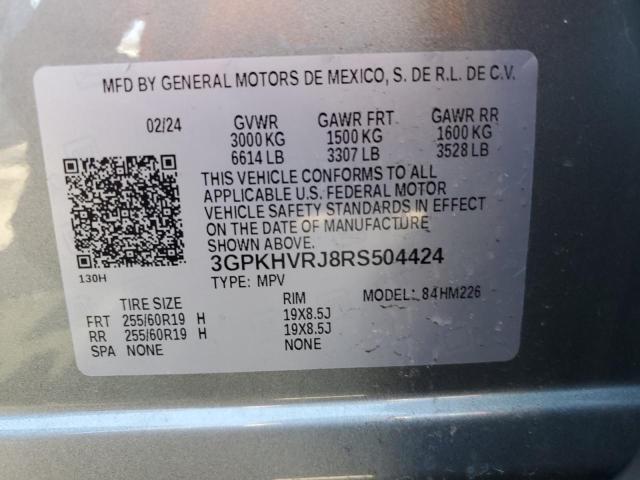 MFD BY GENERAL MOTORS DE MEXICO, S. DE R.L. DE C.V.
02/24 GVWR GAWR FRT. GAWR RR
3000 KG 1500 KG 1600 KG
6614 LB 3307 LB 3528 LB
THIS VEHICLE CONFORMS TO ALL
APPLICABLE U.S. FEDERAL MOTOR
VEHICLE SAFETY STANDARDS IN EFFECT
ON THE DATE OF MANUFACTURE
SHOWN ABOVE.
3GPKHVRJ8RS504424
130H
TYPE: MPV MODEL: 84HM226
TIRE SIZE RIM
FRT 255/60R19 H 19X8.5J
RR 255/60R19 H 19X8.5J
SPA NONE NONE